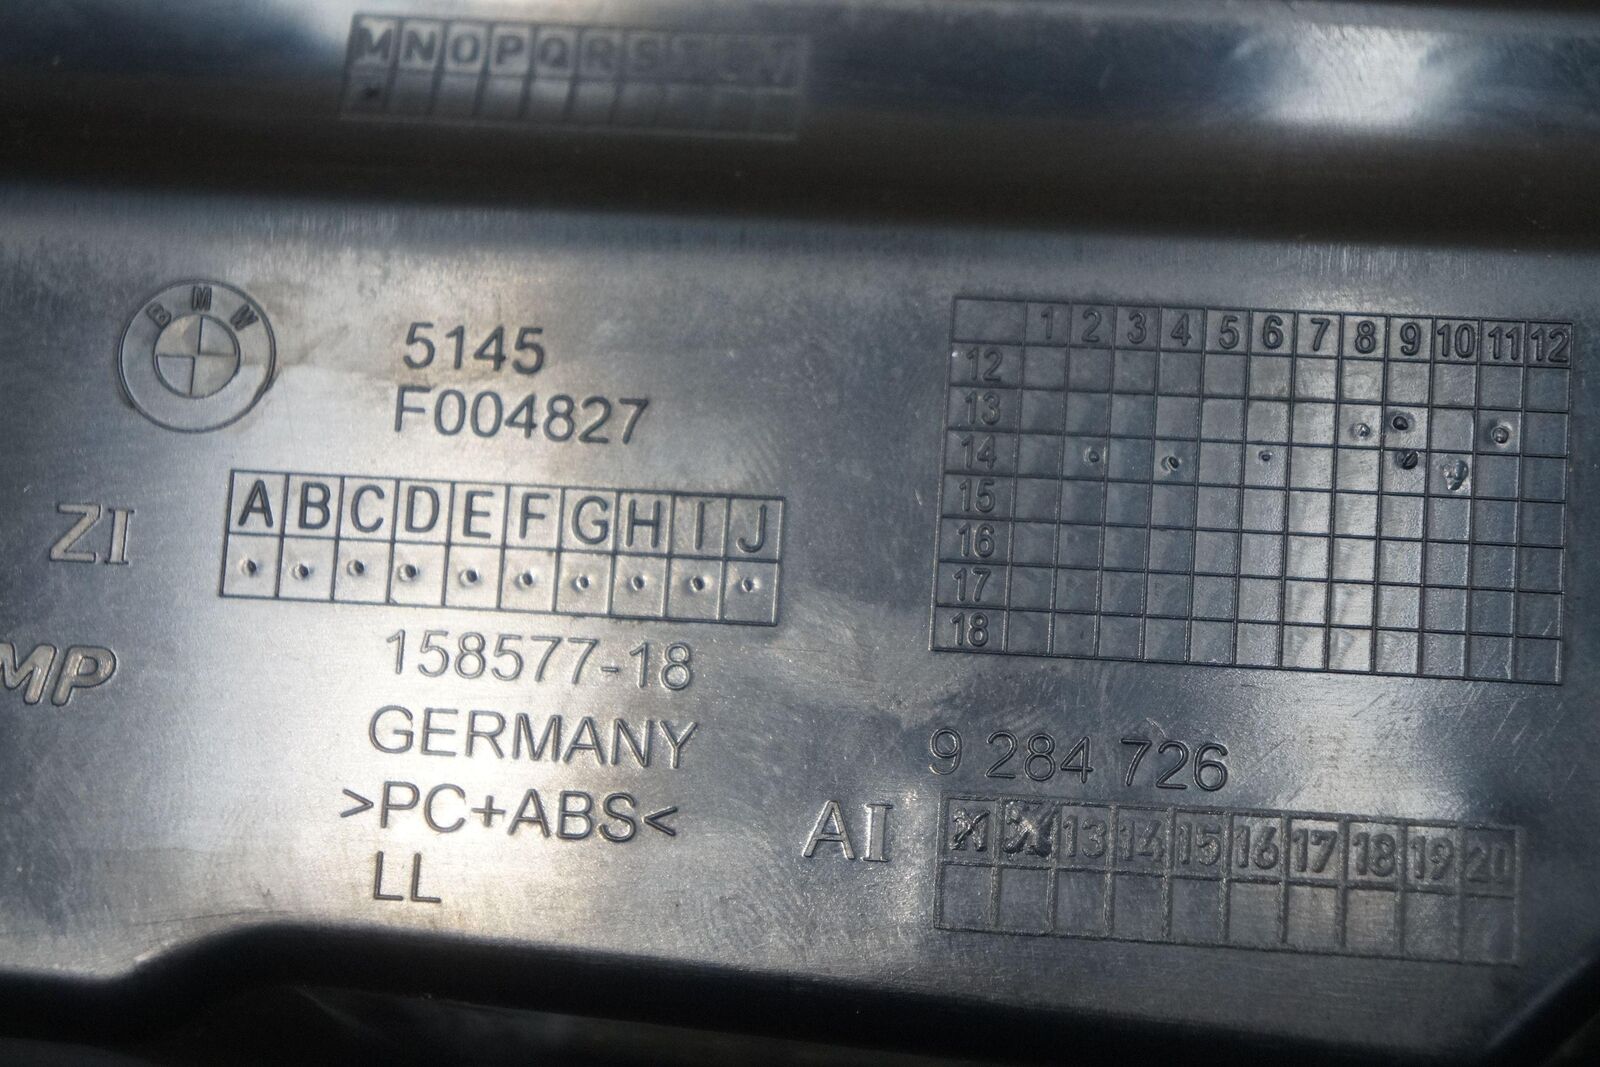 M N O P Q R S
BMW
5145
F004827
ZI
A B C D E F G H I J
158577-18
MP
GERMANY
>PC+ABS<
LL
1 2 3 4 5 6 7 8 9 10 11 12
12
13
14
15
16
17
18
9 284 726
AI
13 14 15 16 17 18 19 20